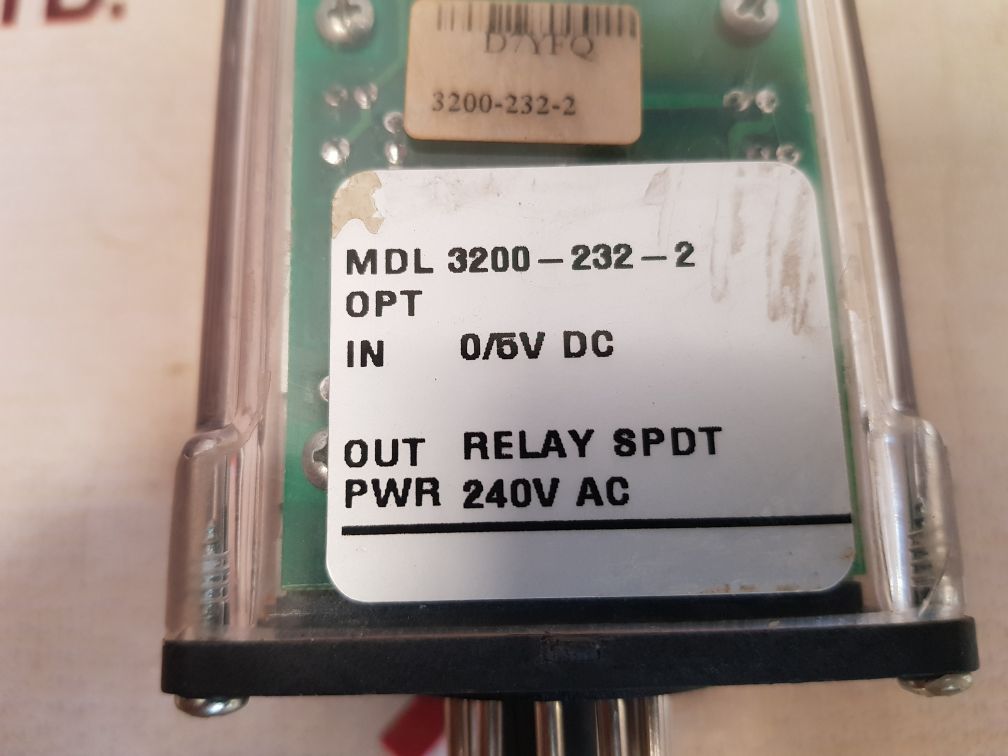 TD.
D7YFQ
3200-232-2
MDL 3200-232-2
OPT
IN 0/5V DC
OUT RELAY SPDT
PWR 240V AC